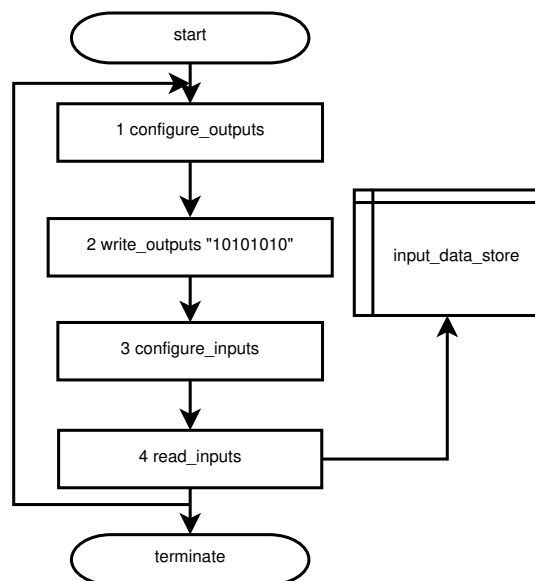 start
1 configure_outputs
2 write_outputs "10101010"
input_data_store
3 configure_inputs
4 read_inputs
terminate